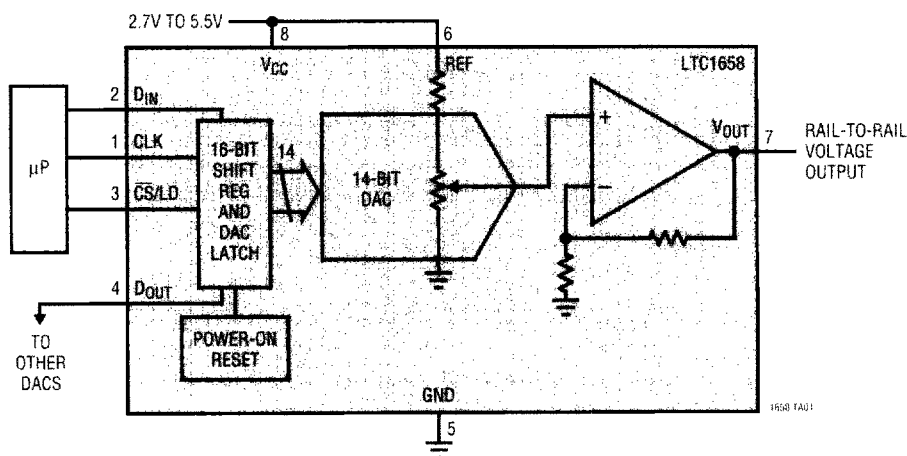 2.7V TO 5.5V
8
6
VCC
REF
LTC1658
µP
2
DIN
1
CLK
3
CS/LD
16-BIT
SHIFT
REG
AND
DAC
LATCH
14
14-BIT
DAC
+
−
VOUT
7
RAIL-TO-RAIL
VOLTAGE
OUTPUT
4
DOUT
TO
OTHER
DACS
POWER-ON
RESET
GND
5
1658 TA01